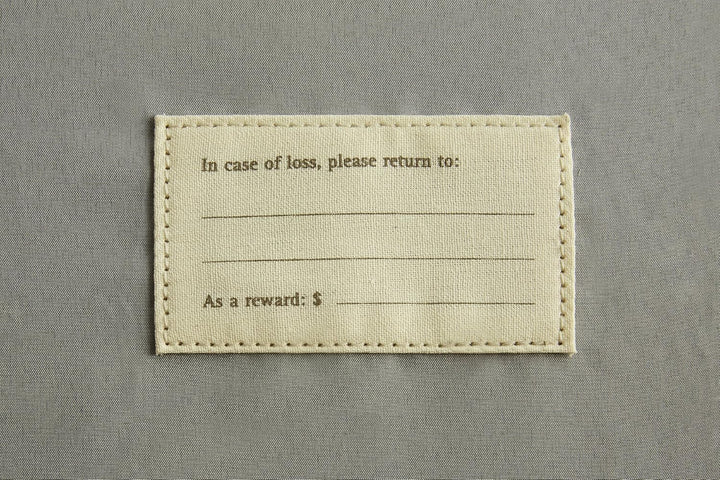 In case of loss, please return to:
As a reward: $